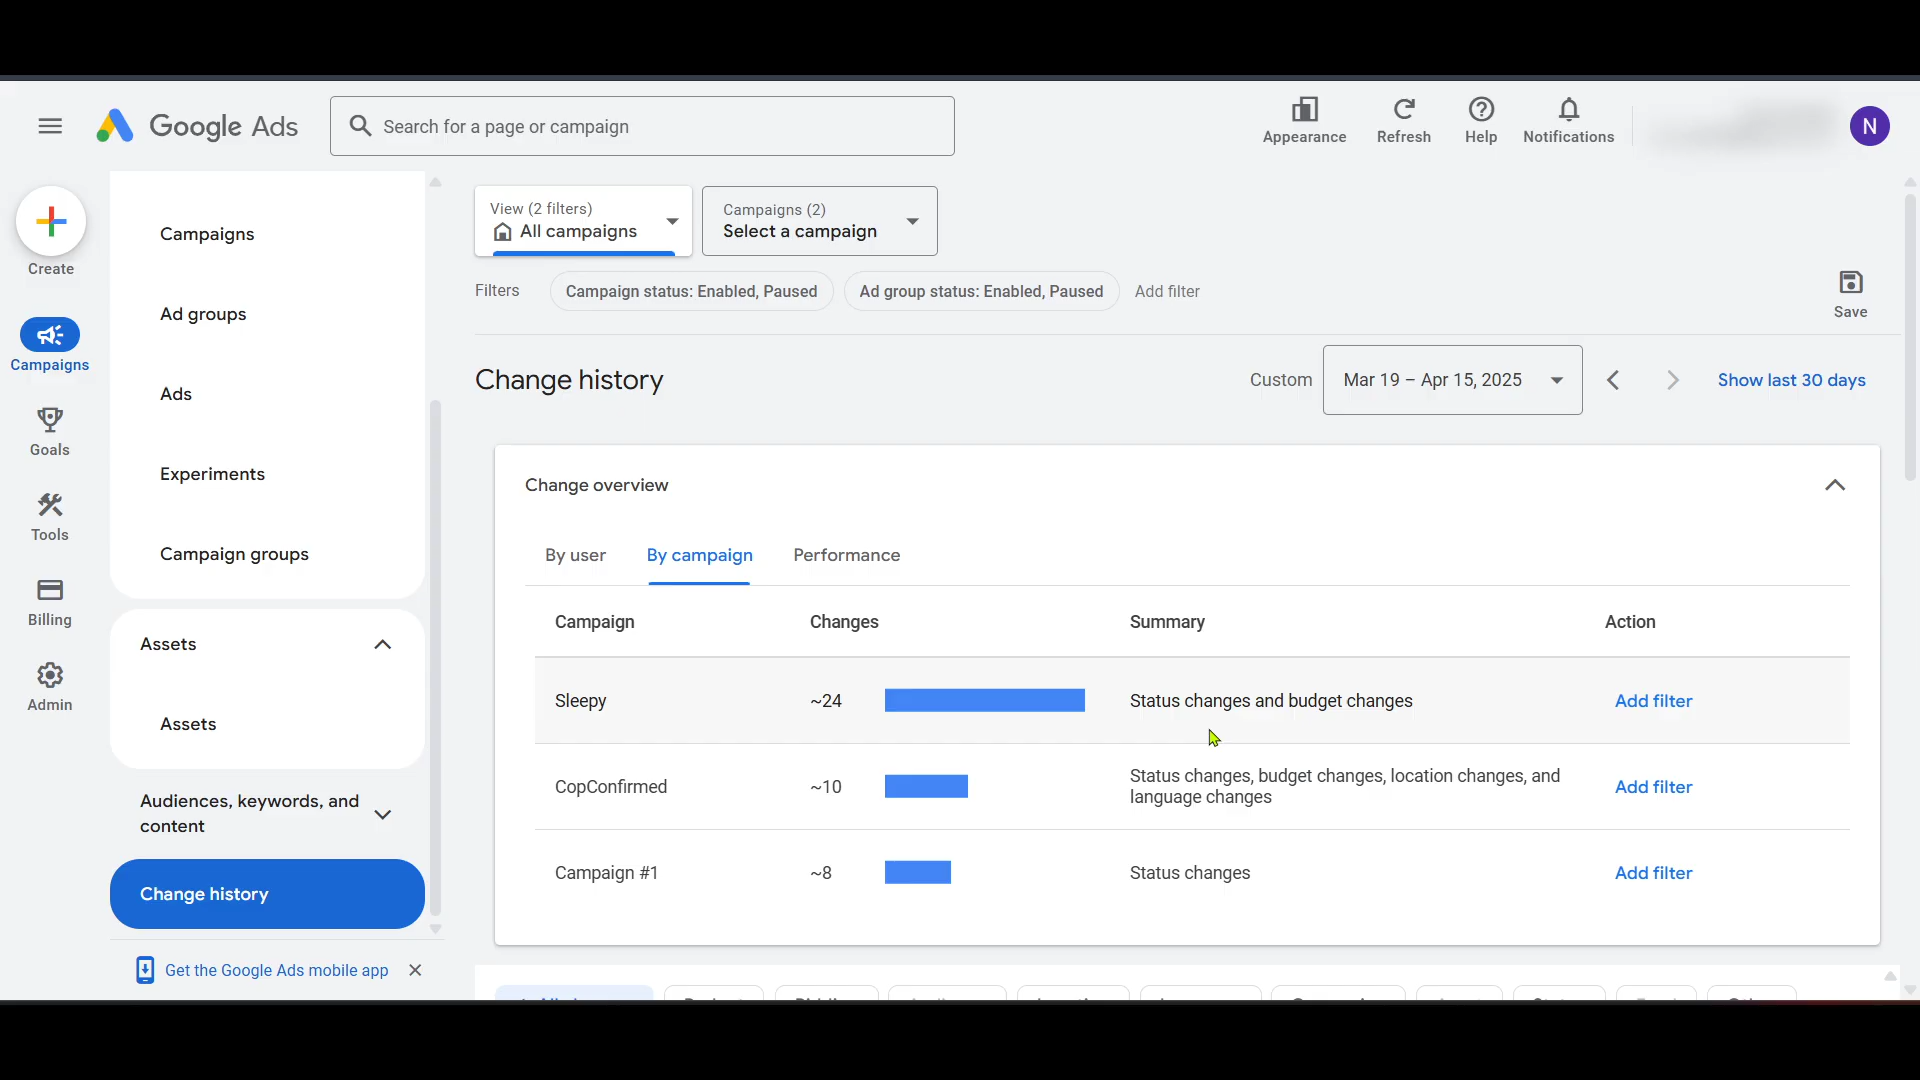 Google Ads
Search for a page or campaign
Appearance
Refresh
Help
Notifications
N
Create
Campaigns
Goals
Tools
Billing
Admin
Campaigns
Ad groups
Ads
Experiments
Campaign groups
Assets
Assets
Audiences, keywords, and
content
Change history
Get the Google Ads mobile app
View (2 filters)
All campaigns
Campaigns (2)
Select a campaign
Filters
Campaign status: Enabled, Paused
Ad group status: Enabled, Paused
Add filter
Save
Change history
Custom
Mar 19 – Apr 15, 2025
Show last 30 days
Change overview
By user
By campaign
Performance
Campaign Changes Summary Action
Sleepy ~24 Status changes and budget changes Add filter
CopConfirmed ~10 Status changes, budget changes, location changes, and
language changes Add filter
Campaign #1 ~8 Status changes Add filter